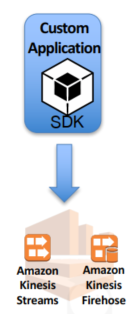 Custom
Application
SDK
Amazon
Kinesis
Streams
Amazon
Kinesis
Firehose